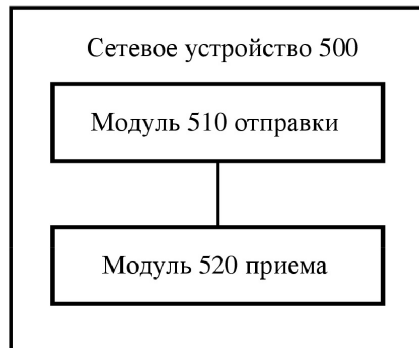 Сетевое устройство 500
Модуль 510 отправки
Модуль 520 приема